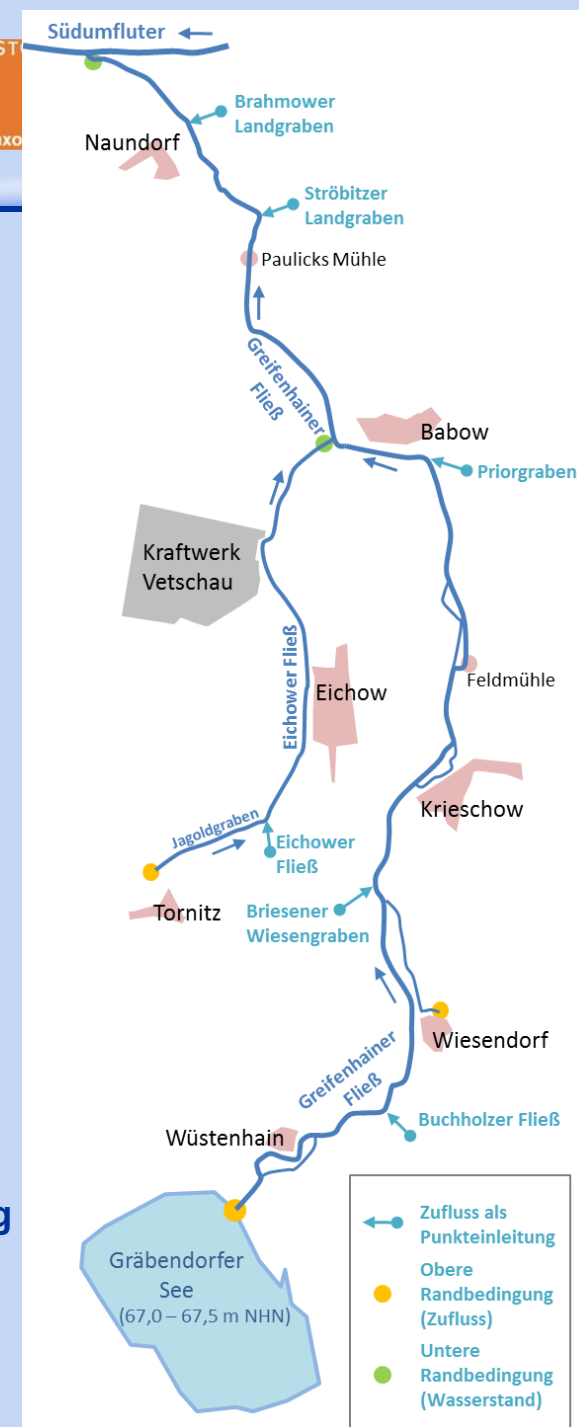 Südumfluter
ST
xo
Brahmower
Landgraben
Naundorf
Ströbitzer
Landgraben
Paulicks Mühle
Greifenhainer
Fließ
Babow
Priorgraben
Kraftwerk
Vetschau
Eichower Fließ
Eichow
Feldmühle
Krieschow
Jagoldgraben
Eichower
Fließ
Tornitz
Briesener
Wiesengraben
Wiesendorf
Greifenhainer
Fließ
Buchholzer Fließ
Wüstenhain
g
Gräbendorfer
See
(67,0 – 67,5 m NHN)
Zufluss als
Punkteinleitung
Obere
Randbedingung
(Zufluss)
Untere
Randbedingung
(Wasserstand)